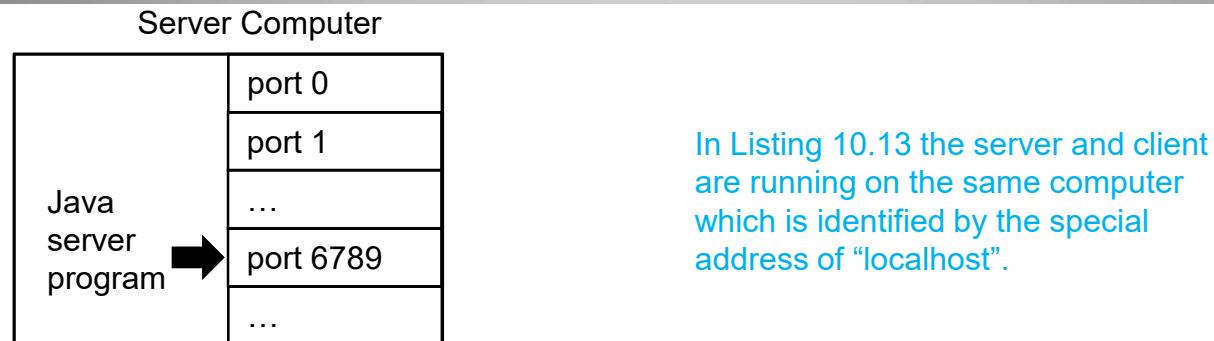 Server Computer
port 0
port 1
…
Java
server
program
port 6789
…
In Listing 10.13 the server and client
are running on the same computer
which is identified by the special
address of “localhost”.